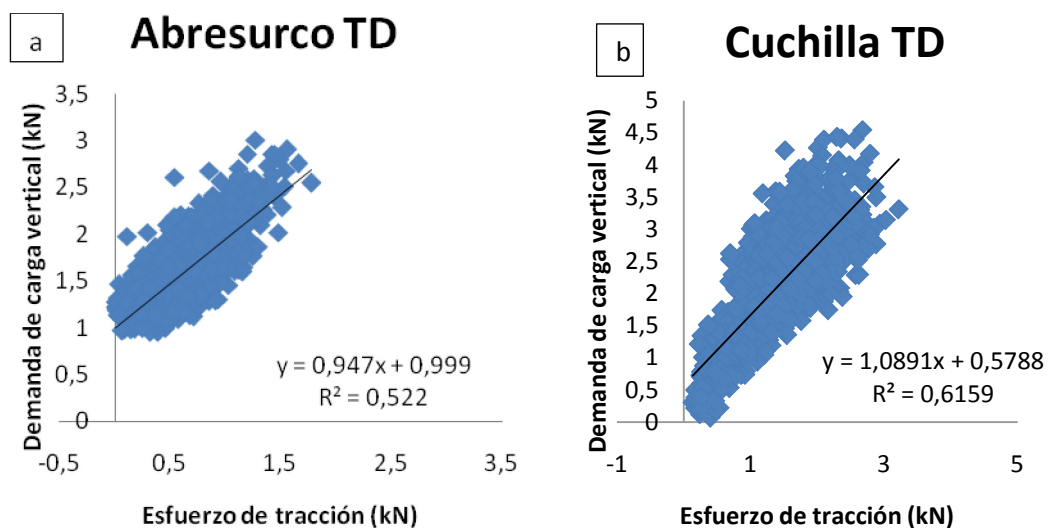 a
Abresurco TD
Demanda de carga vertical (kN)
3,5
3
2,5
2
1,5
1
0,5
0
y = 0,947x + 0,999
R² = 0,522
-0,5
0,5
1,5
2,5
3,5
Esfuerzo de tracción (kN)
b
Cuchilla TD
Demanda de carga vertical (kN)
5
4,5
4
3,5
3
2,5
2
1,5
1
0,5
0
y = 1,0891x + 0,5788
R² = 0,6159
-1
1
3
5
Esfuerzo de tracción (kN)